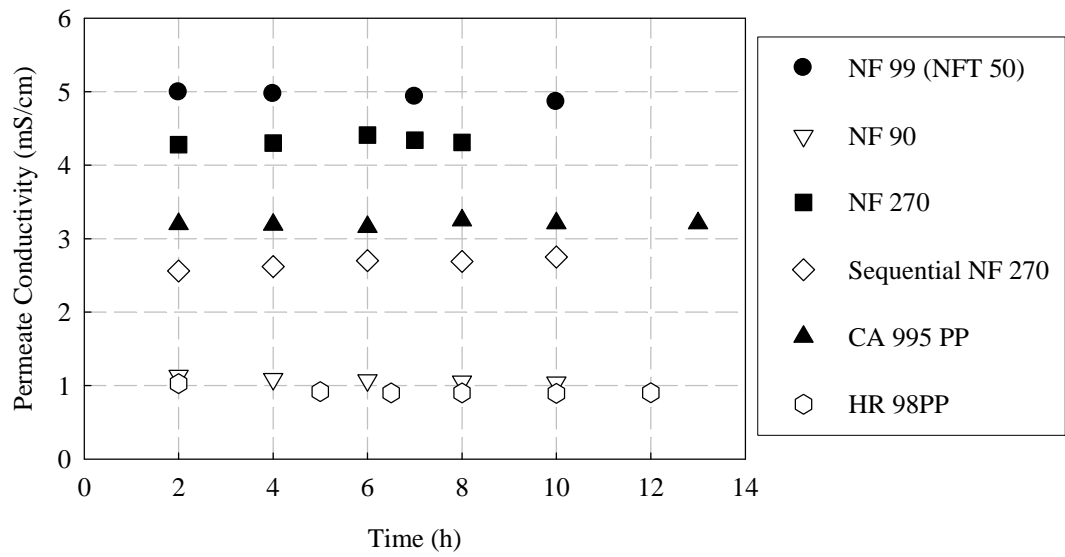 6
5
4
3
2
1
0
Permeate Conductivity (mS/cm)
0 2 4 6 8 10 12 14
Time (h)
NF 99 (NFT 50)
NF 90
NF 270
Sequential NF 270
CA 995 PP
HR 98PP